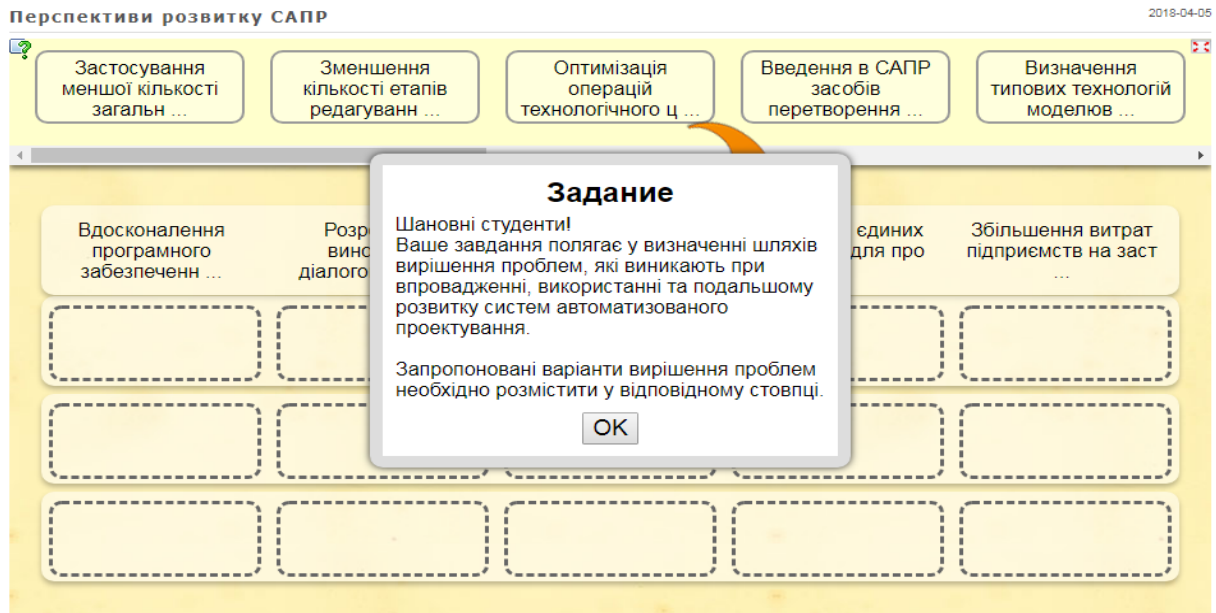 Перспективи розвитку САПР
2018-04-05
Застосування
меншої кількості
загальн ...
Зменшення
кількості етапів
редагуванн ...
Оптимізація
операцій
технологічного ц ...
Введення в САПР
засобів
перетворення ...
Визначення
типових технологій
моделюв ...
Вдосконалення
програмного
забезпеченн ...
Задание
Шановні студенти!
Ваше завдання полягає у визначенні шляхів
вирішення проблем, які виникають при
впровадженні, використанні та подальшому
розвитку систем автоматизованого
проектування.
Запропоновані варіанти вирішення проблем
необхідно розмістити у відповідному стовпці.
OK
єдиних
для про
Збільшення витрат
підприємств на заст
...